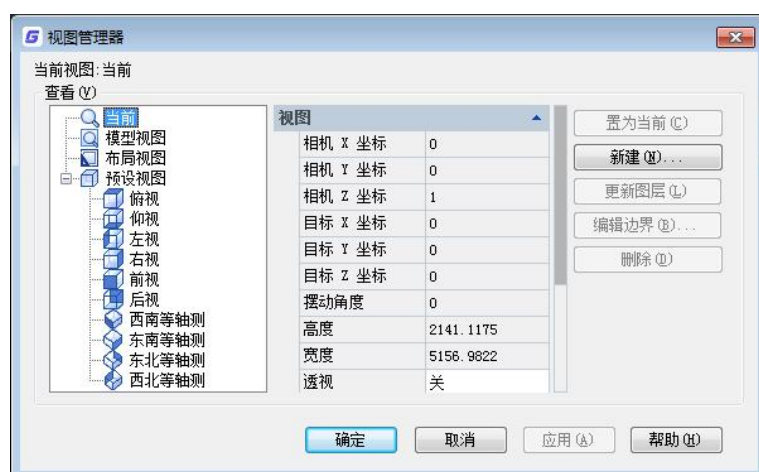 G 视图管理器
当前视图:当前
查看(V)
当前
模型视图
布局视图
预设视图
俯视
仰视
左视
右视
前视
后视
西南等轴测
东南等轴测
东北等轴测
西北等轴测
视图
相机 X 坐标 0
相机 Y 坐标 0
相机 Z 坐标 1
目标 X 坐标 0
目标 Y 坐标 0
目标 Z 坐标 0
摆动角度 0
高度 2141.1175
宽度 5156.9822
透视 关
置为当前(C)
新建(N)...
更新图层(L)
编辑边界(B)...
删除(D)
确定 取消 应用(A) 帮助(H)